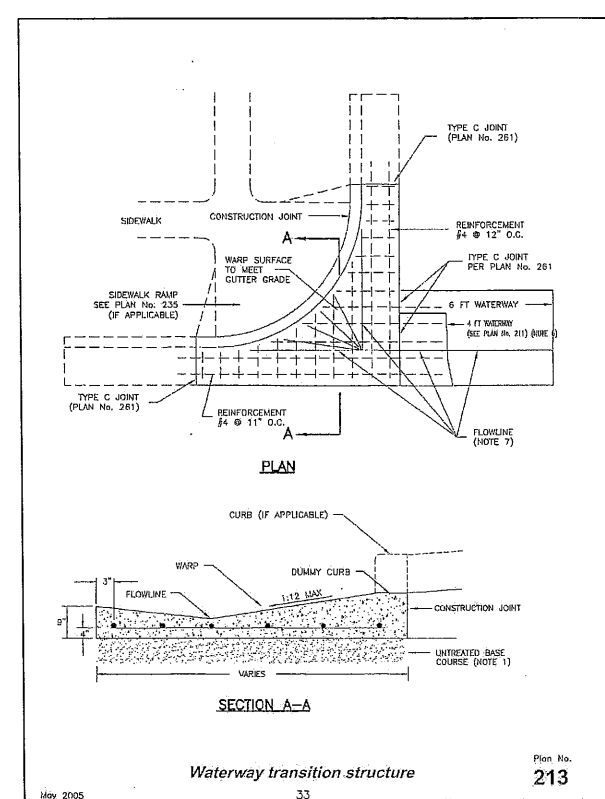 TYPE C JOINT
(PLAN No. 261)
SIDEWALK
CONSTRUCTION JOINT
A
REINFORCEMENT
#4 @ 12" O.C.
WARP SURFACE
TO MEET
GUTTER GRADE
TYPE C JOINT
PER PLAN No. 261
SIDEWALK RAMP
SEE PLAN No. 235
(IF APPLICABLE)
6 FT WATERWAY
4 FT WATERWAY
(SEE PLAN No. 211) (NOTE 6)
TYPE C JOINT
(PLAN No. 261)
REINFORCEMENT
#4 @ 11" O.C.
A
FLOWLINE
(NOTE 7)
PLAN
CURB (IF APPLICABLE)
WARP
DUMMY CURB
3"
FLOWLINE
1:12 MAX
CONSTRUCTION JOINT
4"
UNTREATED BASE
COURSE (NOTE 1)
VARIES
SECTION A-A
Waterway transition structure
Plan No.
213
May 2005
33